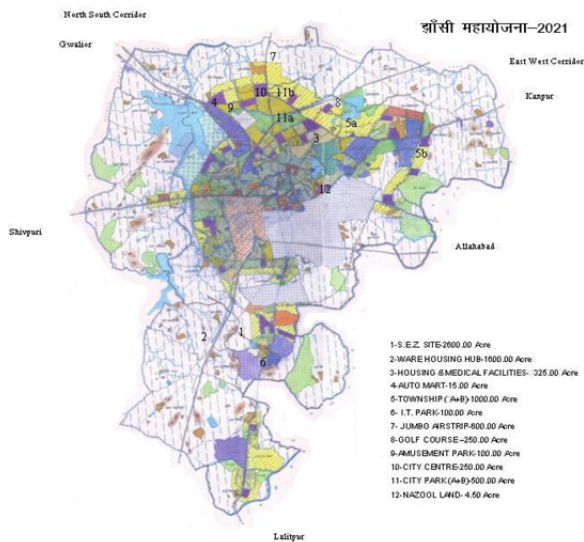 झाँसी महायोजना–2021
North South Corridor
Gwalior
East West Corridor
Kanpur
Shivpuri
Allahabad
Lalitpur
7
4
10
11b
9
8
11a
5a
3
5b
12
2
1
6
1-S.E.Z. SITE-2600.00 Acre
2-WARE HOUSING HUB-1600.00 Acre
3-HOUSING &MEDICAL FACILITIES- 325.00 Acre
4-AUTO MART-15.00 Acre
5-TOWNSHIP ( A+B)-1000.00 Acre
6- I.T. PARK-100.00 Acre
7- JUMBO AIRSTRIP-600.00 Acre
8-GOLF COURSE –250.00 Acre
9-AMUSEMENT PARK-100.00 Acre
10-CITY CENTRE-250.00 Acre
11-CITY PARK (A+B)-500.00 Acre
12-NAZOOL LAND- 4.50 Acre